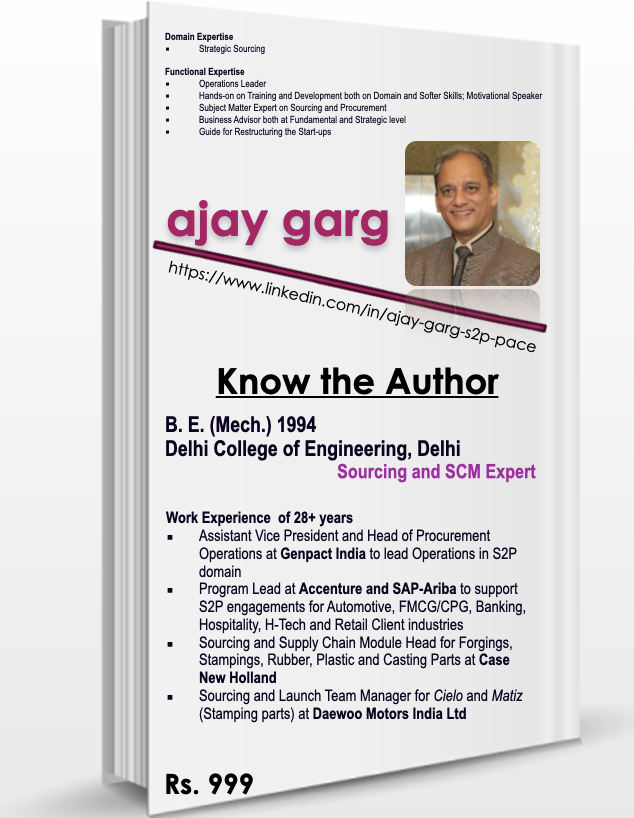 Domain Expertise
▪ Strategic Sourcing
Functional Expertise
▪ Operations Leader
▪ Hands-on on Training and Development both on Domain and Softer Skills; Motivational Speaker
▪ Subject Matter Expert on Sourcing and Procurement
▪ Business Advisor both at Fundamental and Strategic level
▪ Guide for Restructuring the Start-ups
ajay garg
https://www.linkedin.com/in/ajay-garg-s2p-pace
Know the Author
B. E. (Mech.) 1994
Delhi College of Engineering, Delhi
Sourcing and SCM Expert
Work Experience of 28+ years
▪ Assistant Vice President and Head of Procurement
Operations at Genpact India to lead Operations in S2P
domain
▪ Program Lead at Accenture and SAP-Ariba to support
S2P engagements for Automotive, FMCG/CPG, Banking,
Hospitality, H-Tech and Retail Client industries
▪ Sourcing and Supply Chain Module Head for Forgings,
Stampings, Rubber, Plastic and Casting Parts at Case
New Holland
▪ Sourcing and Launch Team Manager for Cielo and Matiz
(Stamping parts) at Daewoo Motors India Ltd
Rs. 999